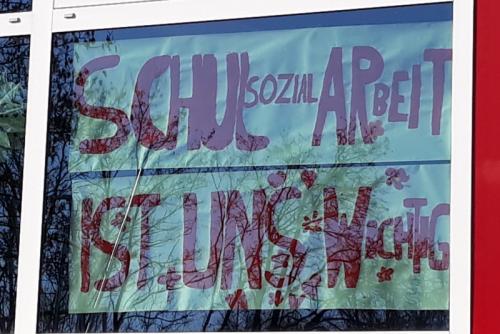 SCHULSOZIALARBEIT
IST UNS WICHTIG